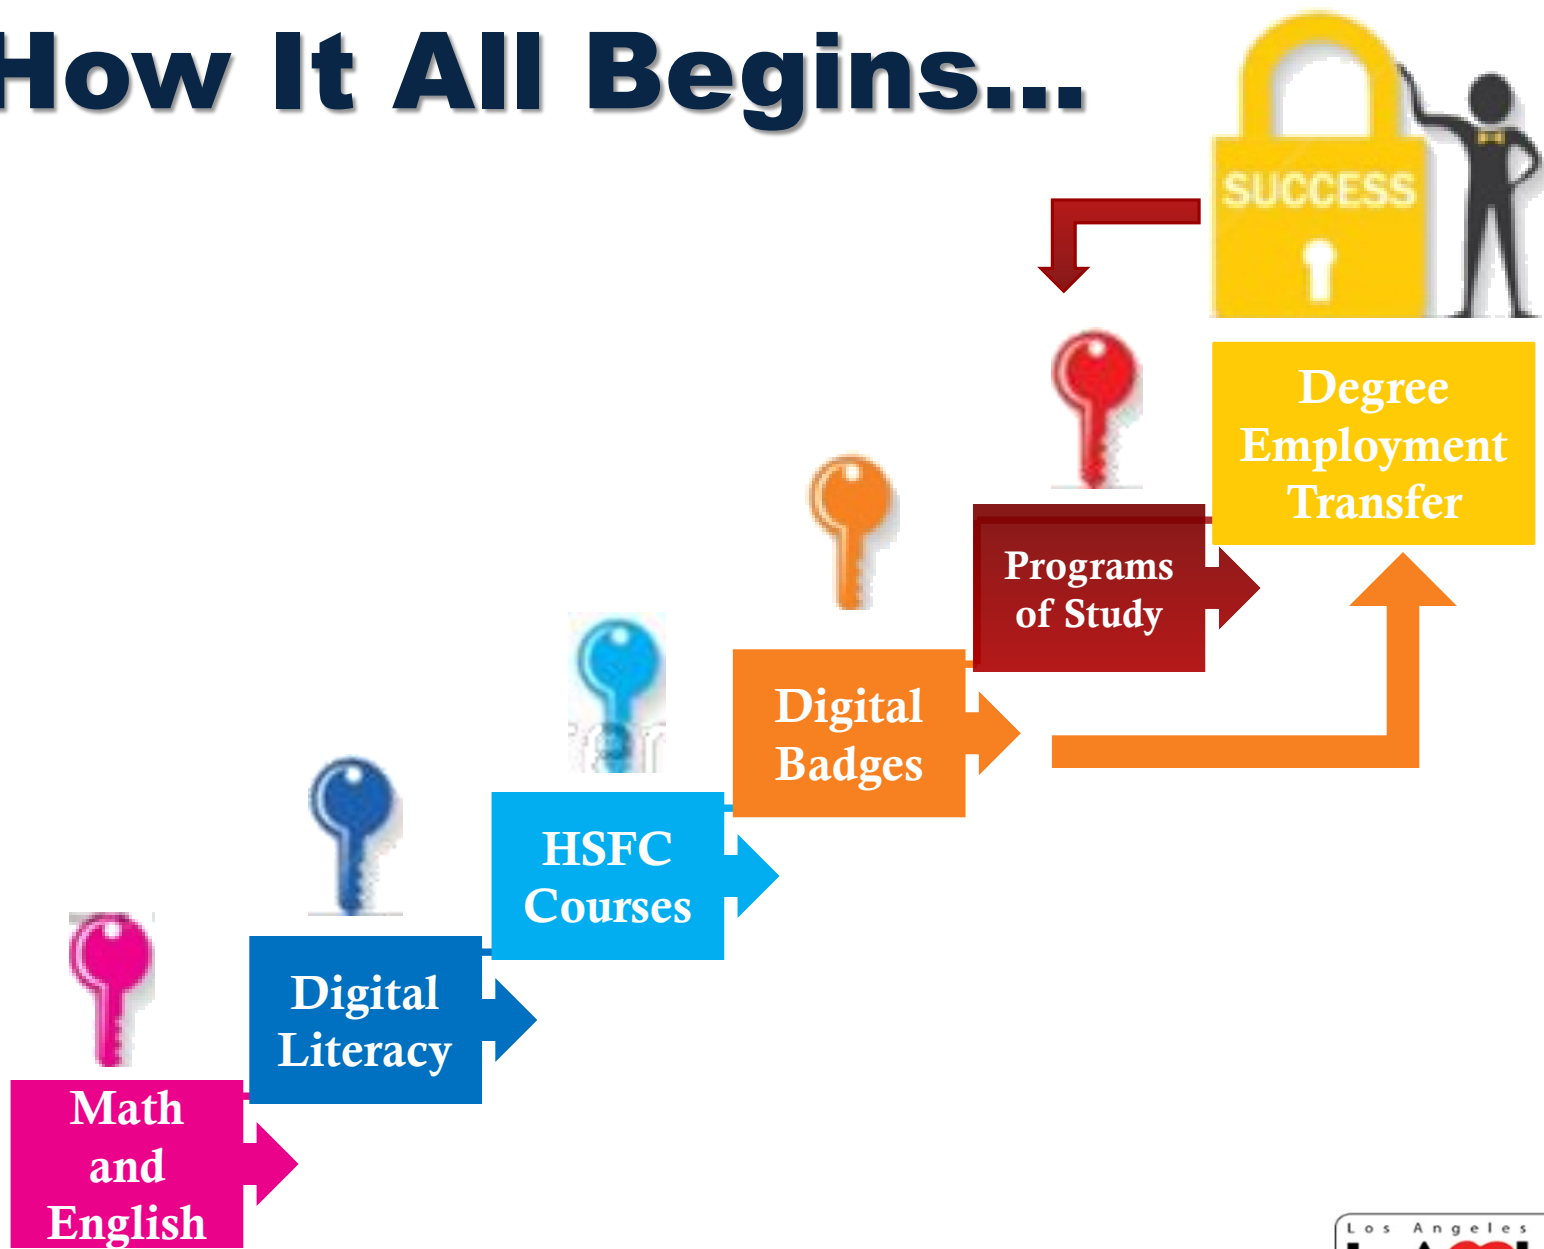 How It All Begins...
SUCCESS
Degree
Employment
Transfer
Programs
of Study
Digital
Badges
HSFC
Courses
Digital
Literacy
Math
and
English
Los Angeles